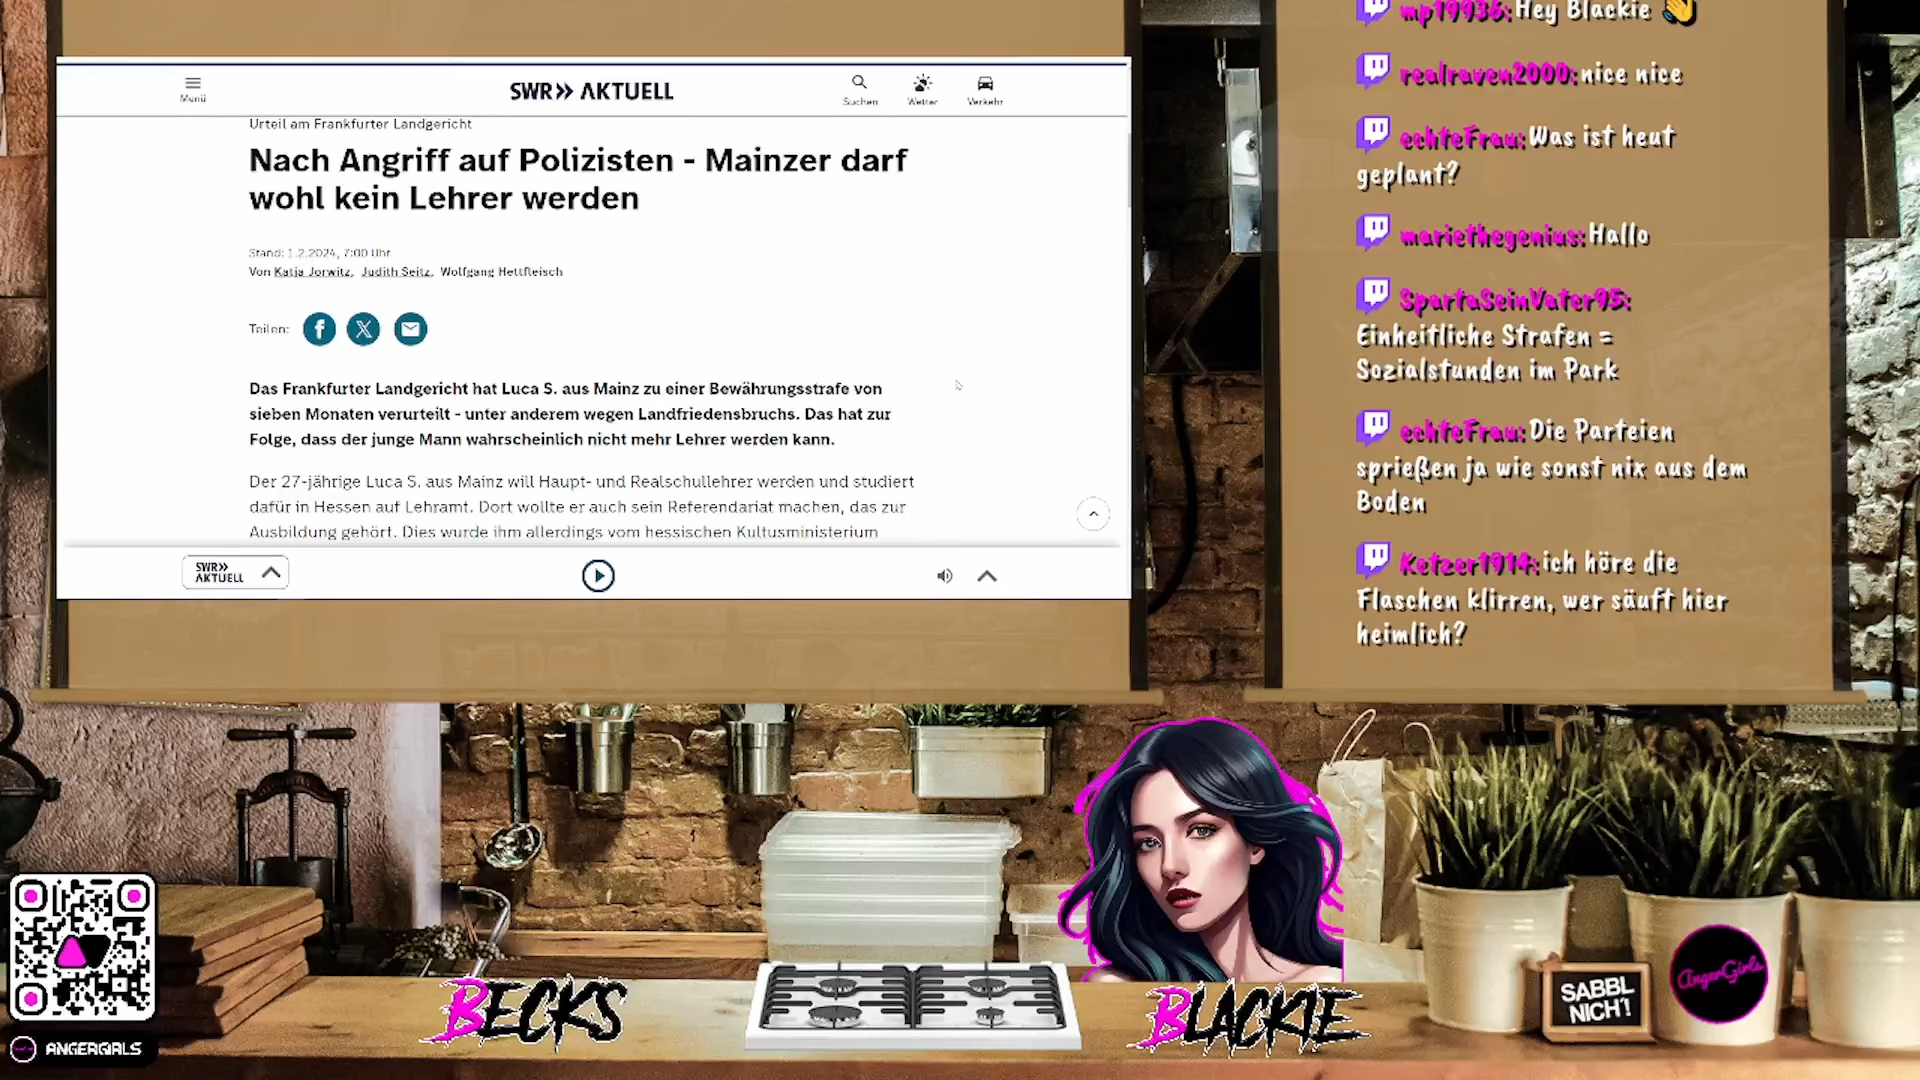 Menü
SWR» AKTUELL
Suchen
Wetter
Verkehr
Urteil am Frankfurter Landgericht
Nach Angriff auf Polizisten - Mainzer darf
wohl kein Lehrer werden
Stand: 1.2.2024, 7:00 Uhr
Von Katja Jorwitz, Judith Seitz, Wolfgang Hettfleisch
Teilen:
Das Frankfurter Landgericht hat Luca S. aus Mainz zu einer Bewährungsstrafe von
sieben Monaten verurteilt - unter anderem wegen Landfriedensbruchs. Das hat zur
Folge, dass der junge Mann wahrscheinlich nicht mehr Lehrer werden kann.
Der 27-jährige Luca S. aus Mainz will Haupt- und Realschullehrer werden und studiert
dafür in Hessen auf Lehramt. Dort wollte er auch sein Referendariat machen, das zur
Ausbildung gehört. Dies wurde ihm allerdings vom hessischen Kultusministerium
SWR»
AKTUELL
mp19936: Hey Blackie 👋
realraven2000: nice nice
echteFrau: Was ist heut
geplant?
mariethegenius: Hallo
SpartaSeinVater95:
Einheitliche Strafen =
Sozialstunden im Park
echteFrau: Die Parteien
sprießen ja wie sonst nix aus dem
Boden
Ketzer1914: ich höre die
Flaschen klirren, wer säuft hier
heimlich?
BECKS
BLACKIE
SABBL
NICH'!
AngerGirls
ANGERGIRLS